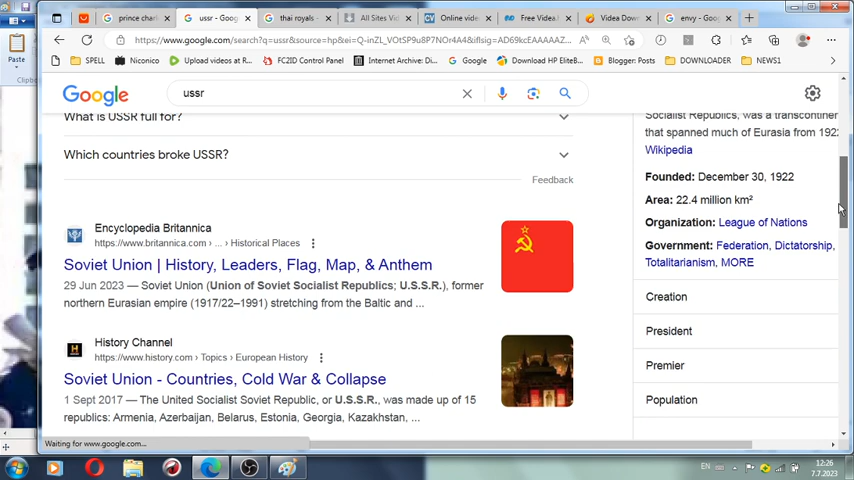 prince charl
ussr - Goog
thai royals -
All Sites Vid
Online video
Free Videa.h
Videa Down
envy - Goog
Paste
https://www.google.com/search?q=ussr&source=hp&ei=Q-inZL_VOtSP9u8P7NOr4A4&iflsig=AD69kcEAAAAAZ...
SPELL
Niconico
Upload videos at R...
FC2ID Control Panel
Internet Archive: Di...
Google
Download HP EliteB...
Blogger: Posts
DOWNLOADER
NEWS1
Clipb
Google
ussr
What is USSR full for?
Which countries broke USSR?
Feedback
Encyclopedia Britannica
https://www.britannica.com › ... › Historical Places
Soviet Union | History, Leaders, Flag, Map, & Anthem
29 Jun 2023 — Soviet Union (Union of Soviet Socialist Republics; U.S.S.R.), former
northern Eurasian empire (1917/22–1991) stretching from the Baltic and ...
History Channel
https://www.history.com › Topics › European History
Soviet Union - Countries, Cold War & Collapse
1 Sept 2017 — The United Socialist Soviet Republic, or U.S.S.R., was made up of 15
republics: Armenia, Azerbaijan, Belarus, Estonia, Georgia, Kazakhstan, ...
Socialist Republics, was a transcontiner
that spanned much of Eurasia from 192
Wikipedia
Founded: December 30, 1922
Area: 22.4 million km²
Organization: League of Nations
Government: Federation, Dictatorship,
Totalitarianism, MORE
Creation
President
Premier
Population
Waiting for www.google.com...
EN
12:26
7.7.2023